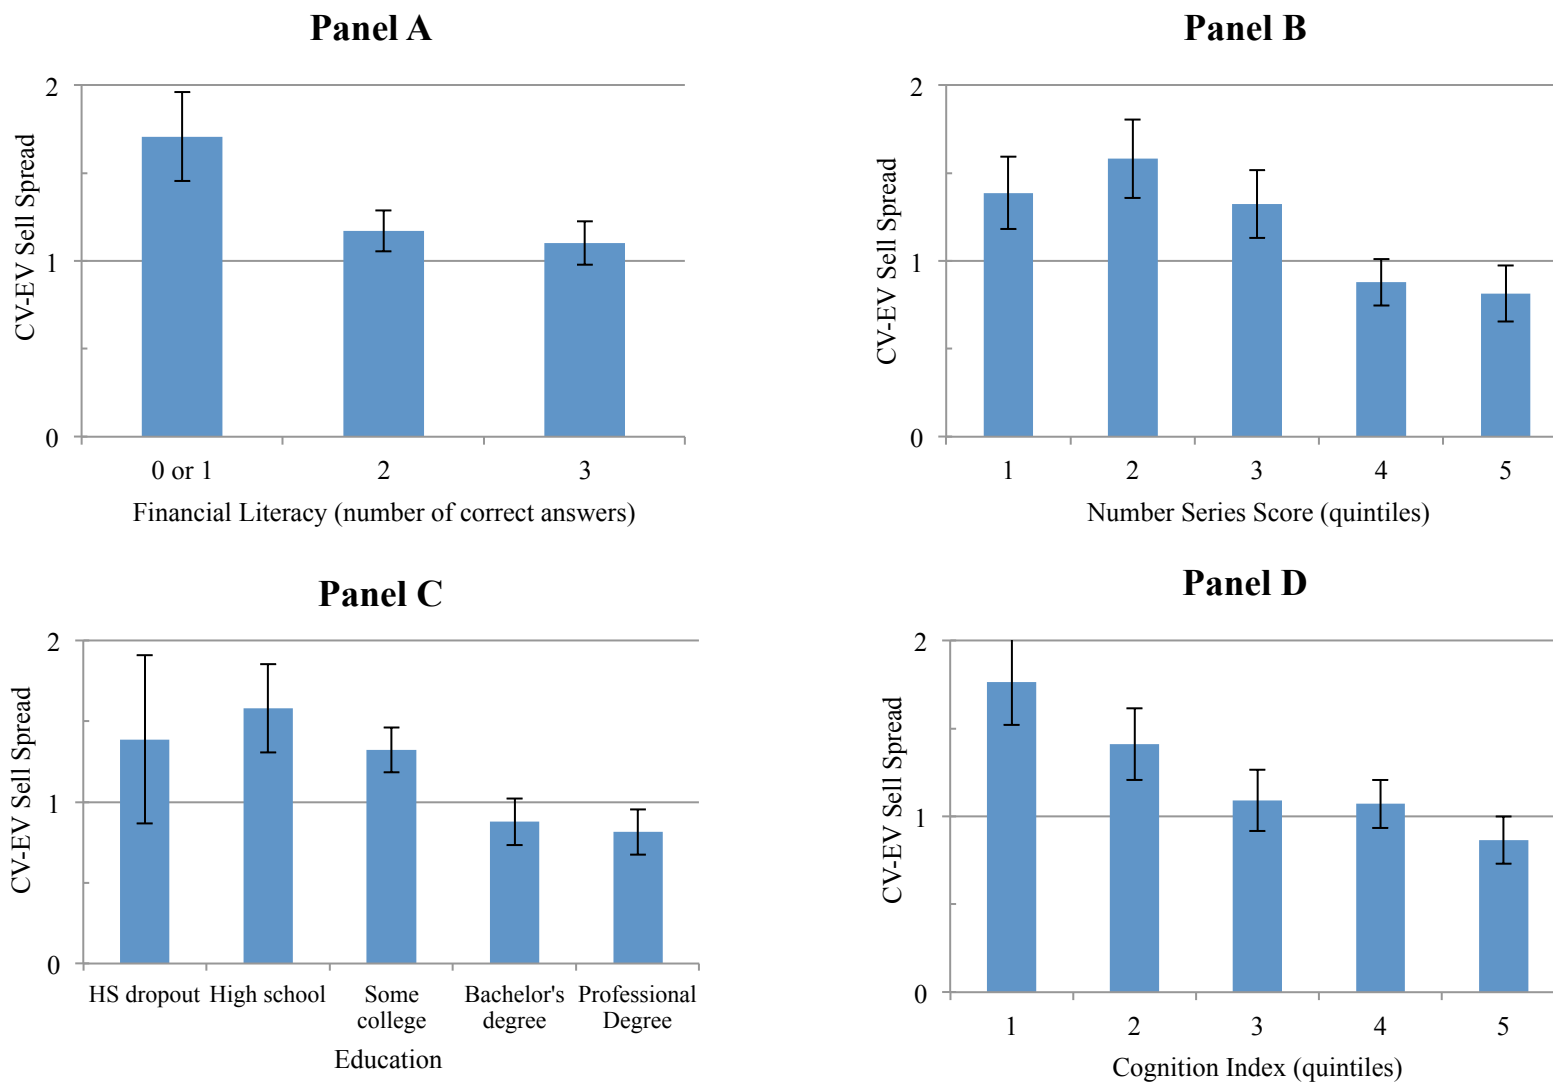 Panel A
2
1
0
CV-EV Sell Spread
0 or 1 2 3
Financial Literacy (number of correct answers)
Panel B
2
1
0
CV-EV Sell Spread
1 2 3 4 5
Number Series Score (quintiles)
Panel C
2
1
0
CV-EV Sell Spread
HS dropout High school Some Bachelor's Professional
college degree Degree
Education
Panel D
2
1
0
CV-EV Sell Spread
1 2 3 4 5
Cognition Index (quintiles)